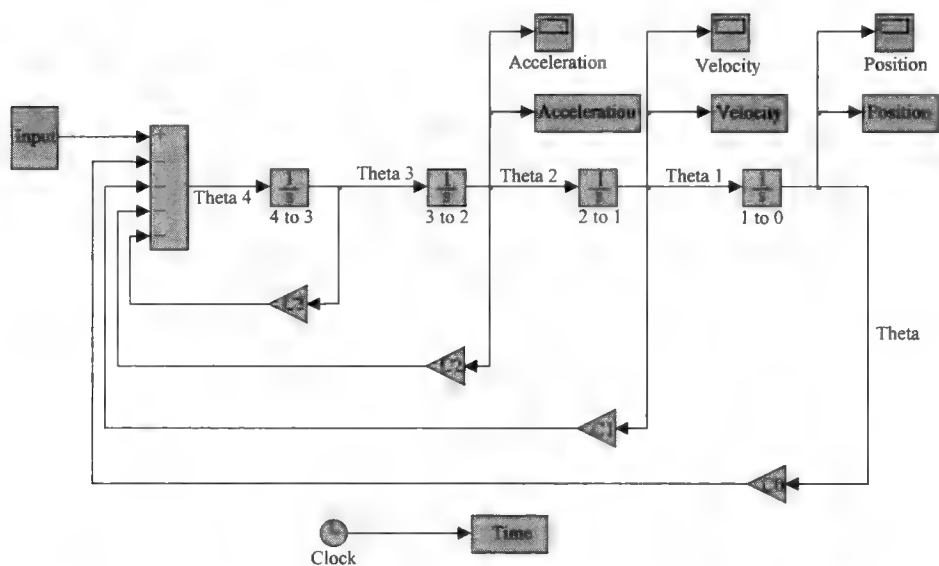 Acceleration
Velocity
Position
Input
Acceleration
Velocity
Position
Theta 4
1
s
4 to 3
Theta 3
1
s
3 to 2
Theta 2
1
s
2 to 1
Theta 1
1
s
1 to 0
Theta
Clock
Time